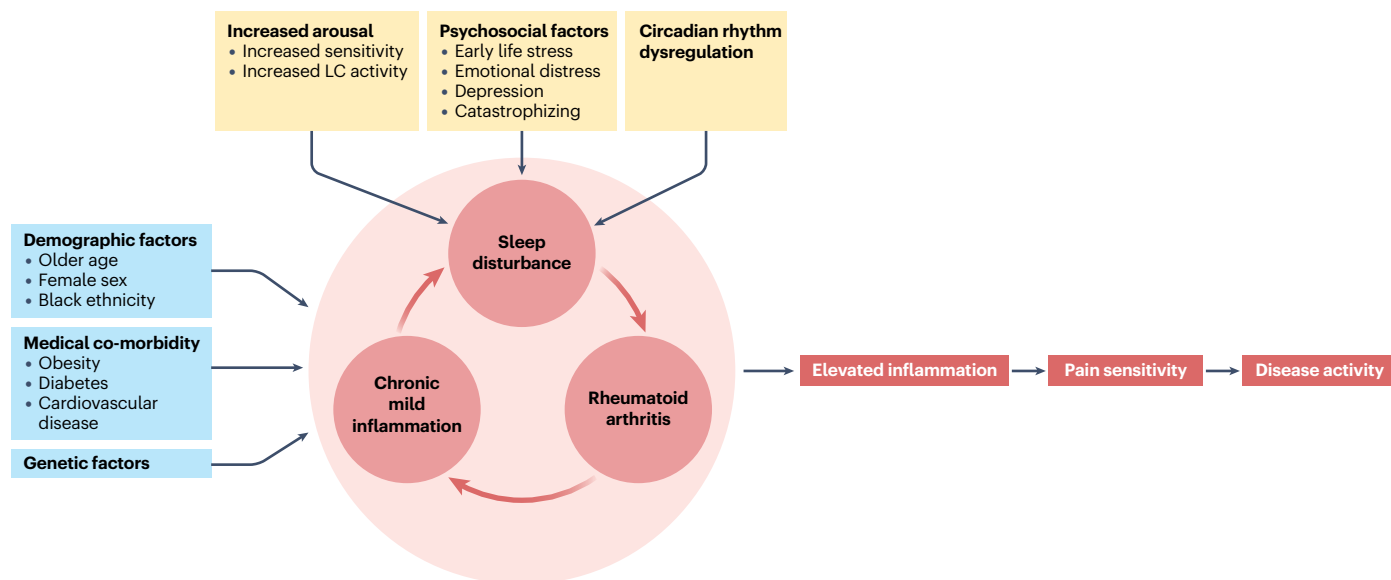 Increased arousal
• Increased sensitivity
• Increased LC activity
Psychosocial factors
• Early life stress
• Emotional distress
• Depression
• Catastrophizing
Circadian rhythm
dysregulation
Demographic factors
• Older age
• Female sex
• Black ethnicity
Medical co-morbidity
• Obesity
• Diabetes
• Cardiovascular
disease
Genetic factors
Sleep
disturbance
Chronic
mild
inflammation
Rheumatoid
arthritis
Elevated inflammation
Pain sensitivity
Disease activity